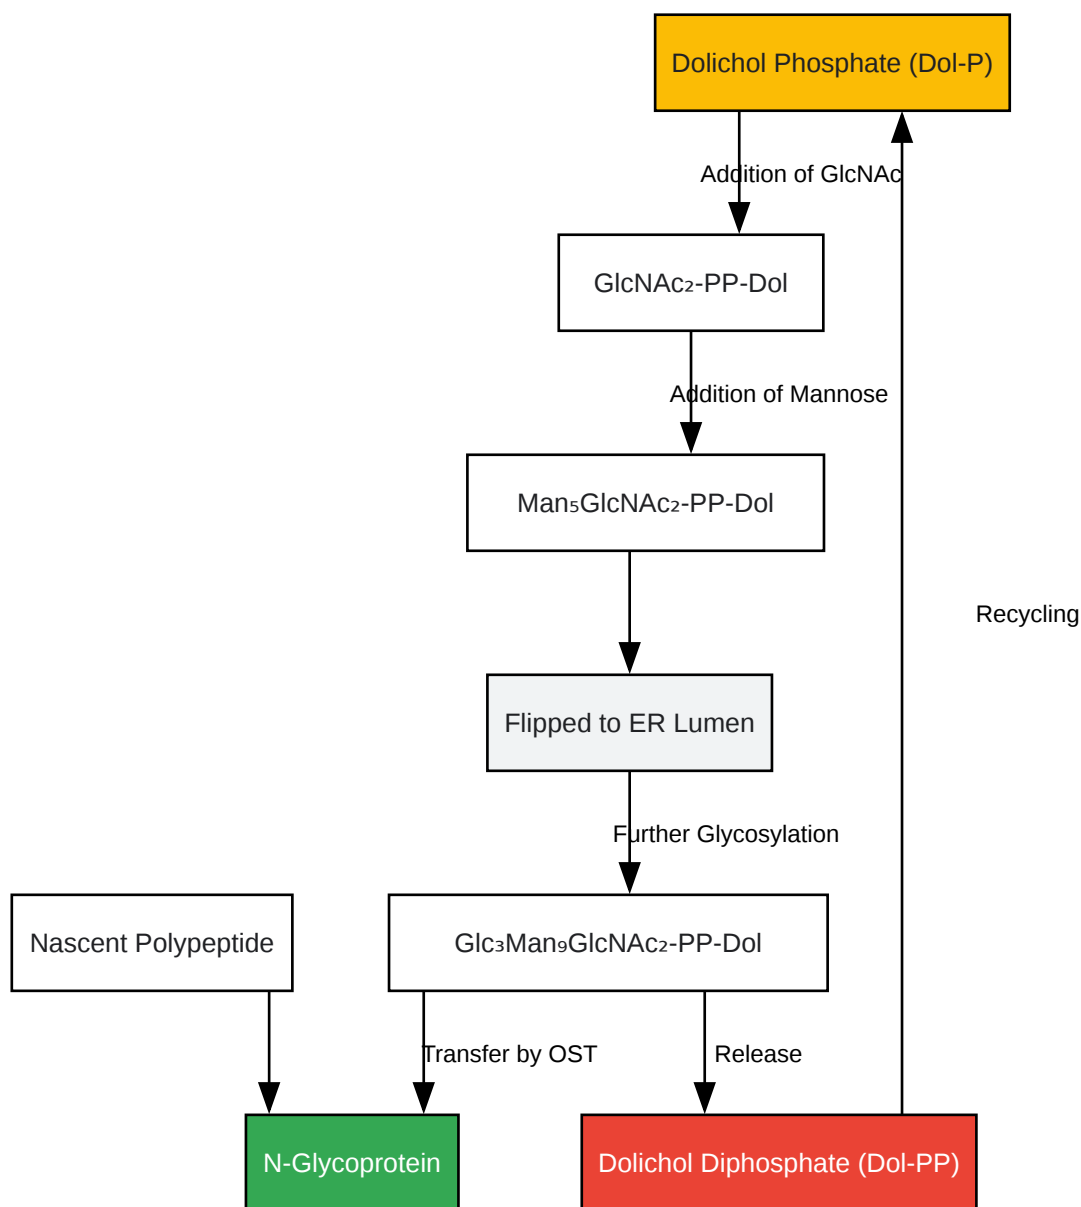 Dolichol Phosphate (Dol-P)
Addition of GlcNAc
GlcNAc₂-PP-Dol
Addition of Mannose
Man₅GlcNAc₂-PP-Dol
Recycling
Flipped to ER Lumen
Further Glycosylation
Nascent Polypeptide
Glc₃Man₉GlcNAc₂-PP-Dol
Transfer by OST
Release
N-Glycoprotein
Dolichol Diphosphate (Dol-PP)